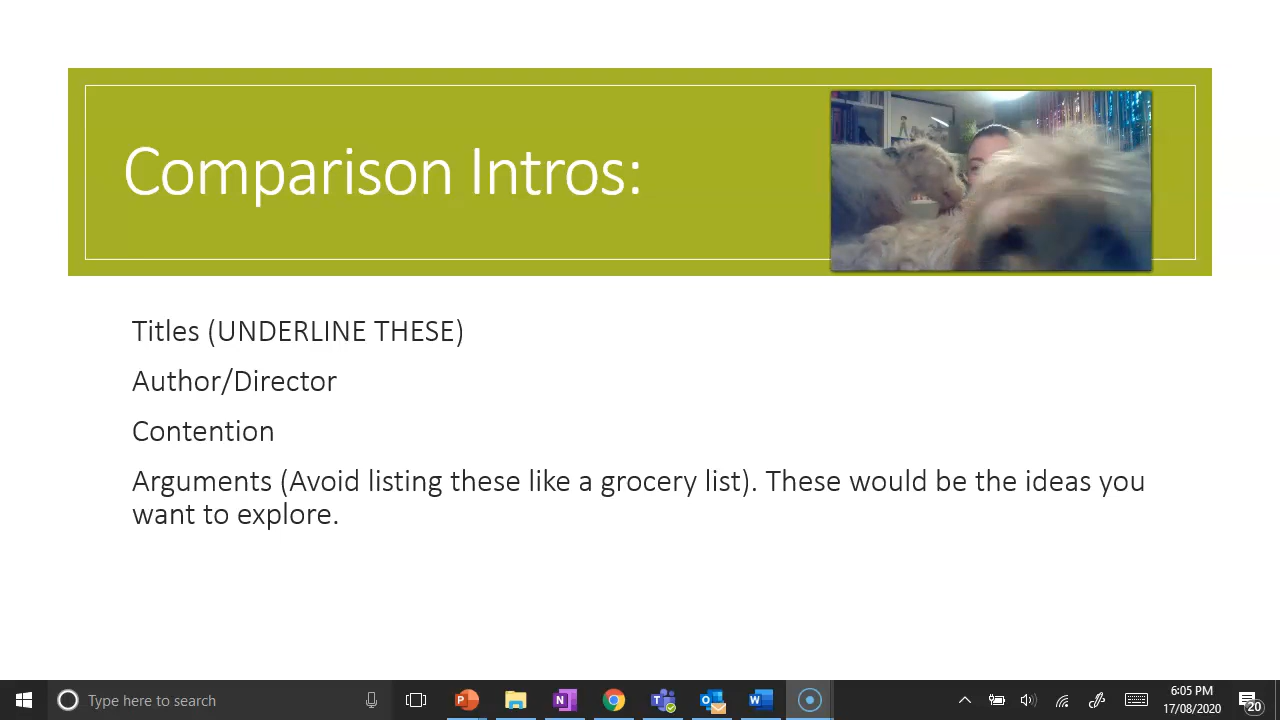 Comparison Intros:
Titles (UNDERLINE THESE)
Author/Director
Contention
Arguments (Avoid listing these like a grocery list). These would be the ideas you
want to explore.
Type here to search
6:05 PM
17/08/2020
20